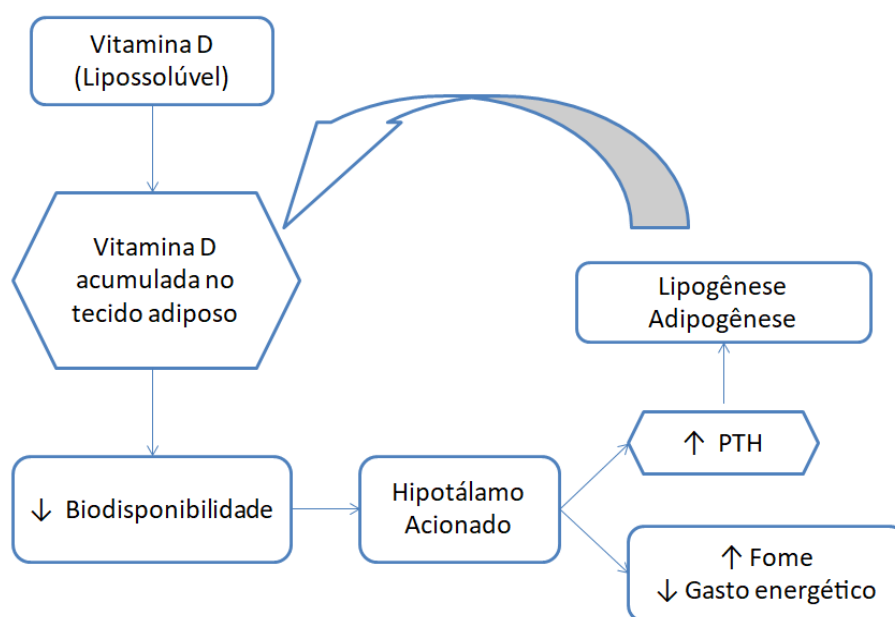 Vitamina D
(Lipossolúvel)
Vitamina D
acumulada no
tecido adiposo
↓ Biodisponibilidade
Hipotálamo
Acionado
↑ PTH
Lipogênese
Adipogênese
↑ Fome
↓ Gasto energético